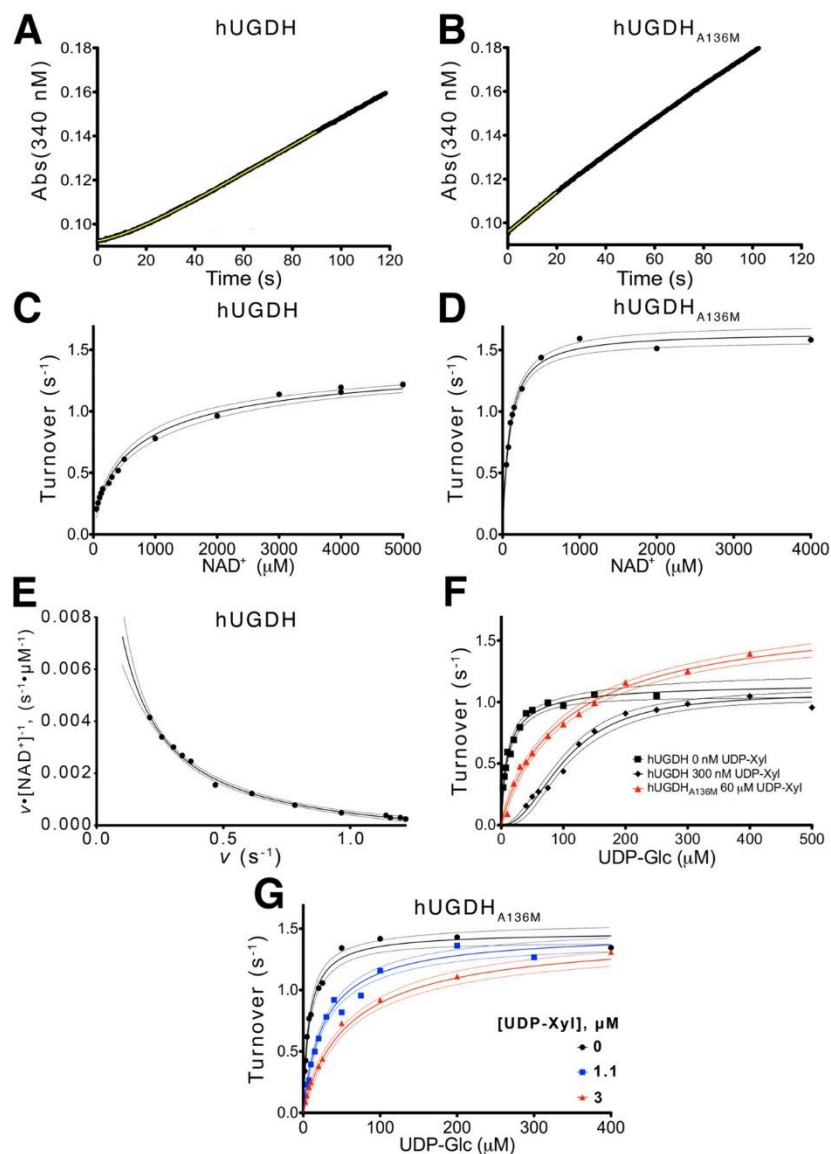 A
hUGDH
Abs(340 nM)
0.18
0.16
0.14
0.12
0.10
0 20 40 60 80 100 120
Time (s)
B
hUGDH A136M
Abs(340 nM)
0.18
0.16
0.14
0.12
0.10
0 20 40 60 80 100 120
Time (s)
C
hUGDH
Turnover (s⁻¹)
1.5
1.0
0.5
0.0
0 1000 2000 3000 4000 5000
NAD⁺ (μM)
D
hUGDH A136M
Turnover (s⁻¹)
1.5
1.0
0.5
0.0
0 1000 2000 3000 4000
NAD⁺ (μM)
E
hUGDH
v•[NAD⁺]⁻¹, (s⁻¹•μM⁻¹)
0.008
0.006
0.004
0.002
0.000
0.0 0.5 1.0
v (s⁻¹)
F
Turnover (s⁻¹)
1.5
1.0
0.5
0.0
hUGDH 0 nM UDP-Xyl
hUGDH 300 nM UDP-Xyl
hUGDH A136M 60 μM UDP-Xyl
0 100 200 300 400 500
UDP-Glc (μM)
G
hUGDH A136M
Turnover (s⁻¹)
1.5
1.0
0.5
0.0
[UDP-Xyl], μM
0
1.1
3
0 100 200 300 400
UDP-Glc (μM)